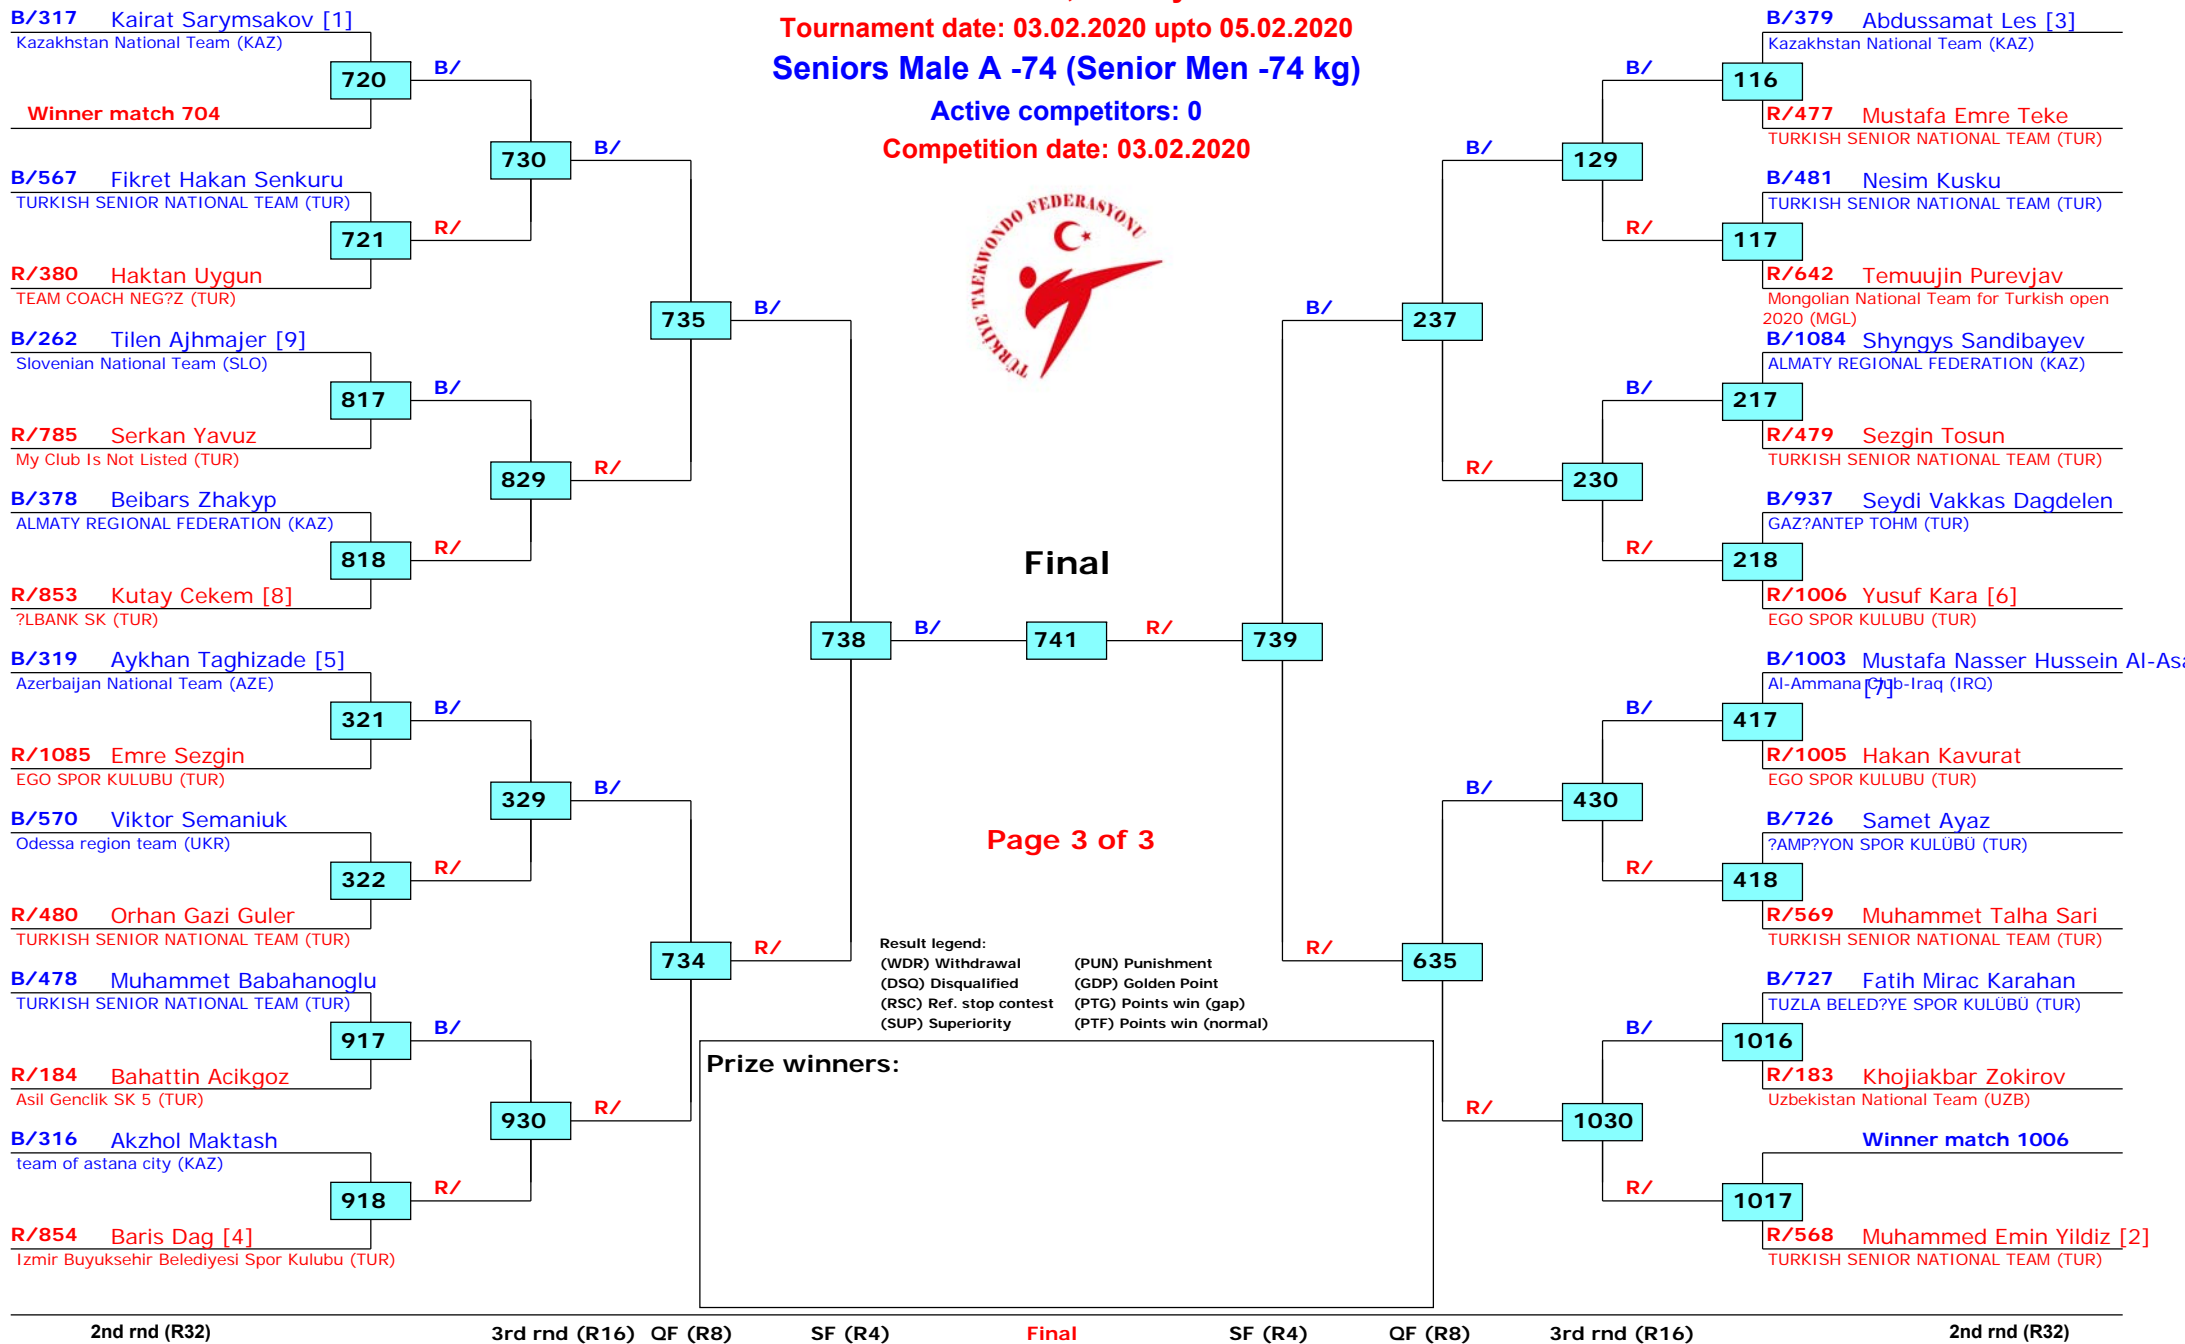 Tournament date: 03.02.2020 upto 05.02.2020
Seniors Male A -74 (Senior Men -74 kg)
Active competitors: 0
Competition date: 03.02.2020
TÜRKİYE TAEKWONDO FEDERASYONU
B/317 Kairat Sarymsakov [1]
Kazakhstan National Team (KAZ)
720
B/
Winner match 704
730
B/
B/567 Fikret Hakan Senkuru
TURKISH SENIOR NATIONAL TEAM (TUR)
721
R/
R/380 Haktan Uygun
TEAM COACH NEG?Z (TUR)
735
B/
B/262 Tilen Ajhmajer [9]
Slovenian National Team (SLO)
817
B/
R/785 Serkan Yavuz
My Club Is Not Listed (TUR)
829
R/
B/378 Beibars Zhakyp
ALMATY REGIONAL FEDERATION (KAZ)
818
R/
R/853 Kutay Cekem [8]
?LBANK SK (TUR)
738
B/
B/319 Aykhan Taghizade [5]
Azerbaijan National Team (AZE)
321
B/
R/1085 Emre Sezgin
EGO SPOR KULUBU (TUR)
329
B/
B/570 Viktor Semaniuk
Odessa region team (UKR)
322
R/
R/480 Orhan Gazi Guler
TURKISH SENIOR NATIONAL TEAM (TUR)
734
R/
B/478 Muhammet Babahanoglu
TURKISH SENIOR NATIONAL TEAM (TUR)
917
B/
R/184 Bahattin Acikgoz
Asil Genclik SK 5 (TUR)
930
R/
B/316 Akzhol Maktash
team of astana city (KAZ)
918
R/
R/854 Baris Dag [4]
Izmir Buyuksehir Belediyesi Spor Kulubu (TUR)
Final
741
R/
Page 3 of 3
Result legend:
(WDR) Withdrawal (PUN) Punishment
(DSQ) Disqualified (GDP) Golden Point
(RSC) Ref. stop contest (PTG) Points win (gap)
(SUP) Superiority (PTF) Points win (normal)
Prize winners:
B/379 Abdussamat Les [3]
Kazakhstan National Team (KAZ)
B/
116
R/477 Mustafa Emre Teke
TURKISH SENIOR NATIONAL TEAM (TUR)
B/
129
B/481 Nesim Kusku
TURKISH SENIOR NATIONAL TEAM (TUR)
R/
117
R/642 Temuujin Purevjav
Mongolian National Team for Turkish open
2020 (MGL)
B/
237
B/1084 Shyngys Sandibayev
ALMATY REGIONAL FEDERATION (KAZ)
B/
217
R/479 Sezgin Tosun
TURKISH SENIOR NATIONAL TEAM (TUR)
R/
230
B/937 Seydi Vakkas Dagdelen
GAZ?ANTEP TOHM (TUR)
R/
218
R/1006 Yusuf Kara [6]
EGO SPOR KULUBU (TUR)
739
B/1003 Mustafa Nasser Hussein Al-Asa
[7]
Al-Ammana Club-Iraq (IRQ)
B/
417
R/1005 Hakan Kavurat
EGO SPOR KULUBU (TUR)
B/
430
B/726 Samet Ayaz
?AMP?YON SPOR KULÜBÜ (TUR)
R/
418
R/569 Muhammet Talha Sari
TURKISH SENIOR NATIONAL TEAM (TUR)
R/
635
B/727 Fatih Mirac Karahan
TUZLA BELED?YE SPOR KULÜBÜ (TUR)
B/
1016
R/183 Khojiakbar Zokirov
Uzbekistan National Team (UZB)
R/
1030
Winner match 1006
R/
1017
R/568 Muhammed Emin Yildiz [2]
TURKISH SENIOR NATIONAL TEAM (TUR)
2nd rnd (R32) 3rd rnd (R16) QF (R8) SF (R4) Final SF (R4) QF (R8) 3rd rnd (R16) 2nd rnd (R32)